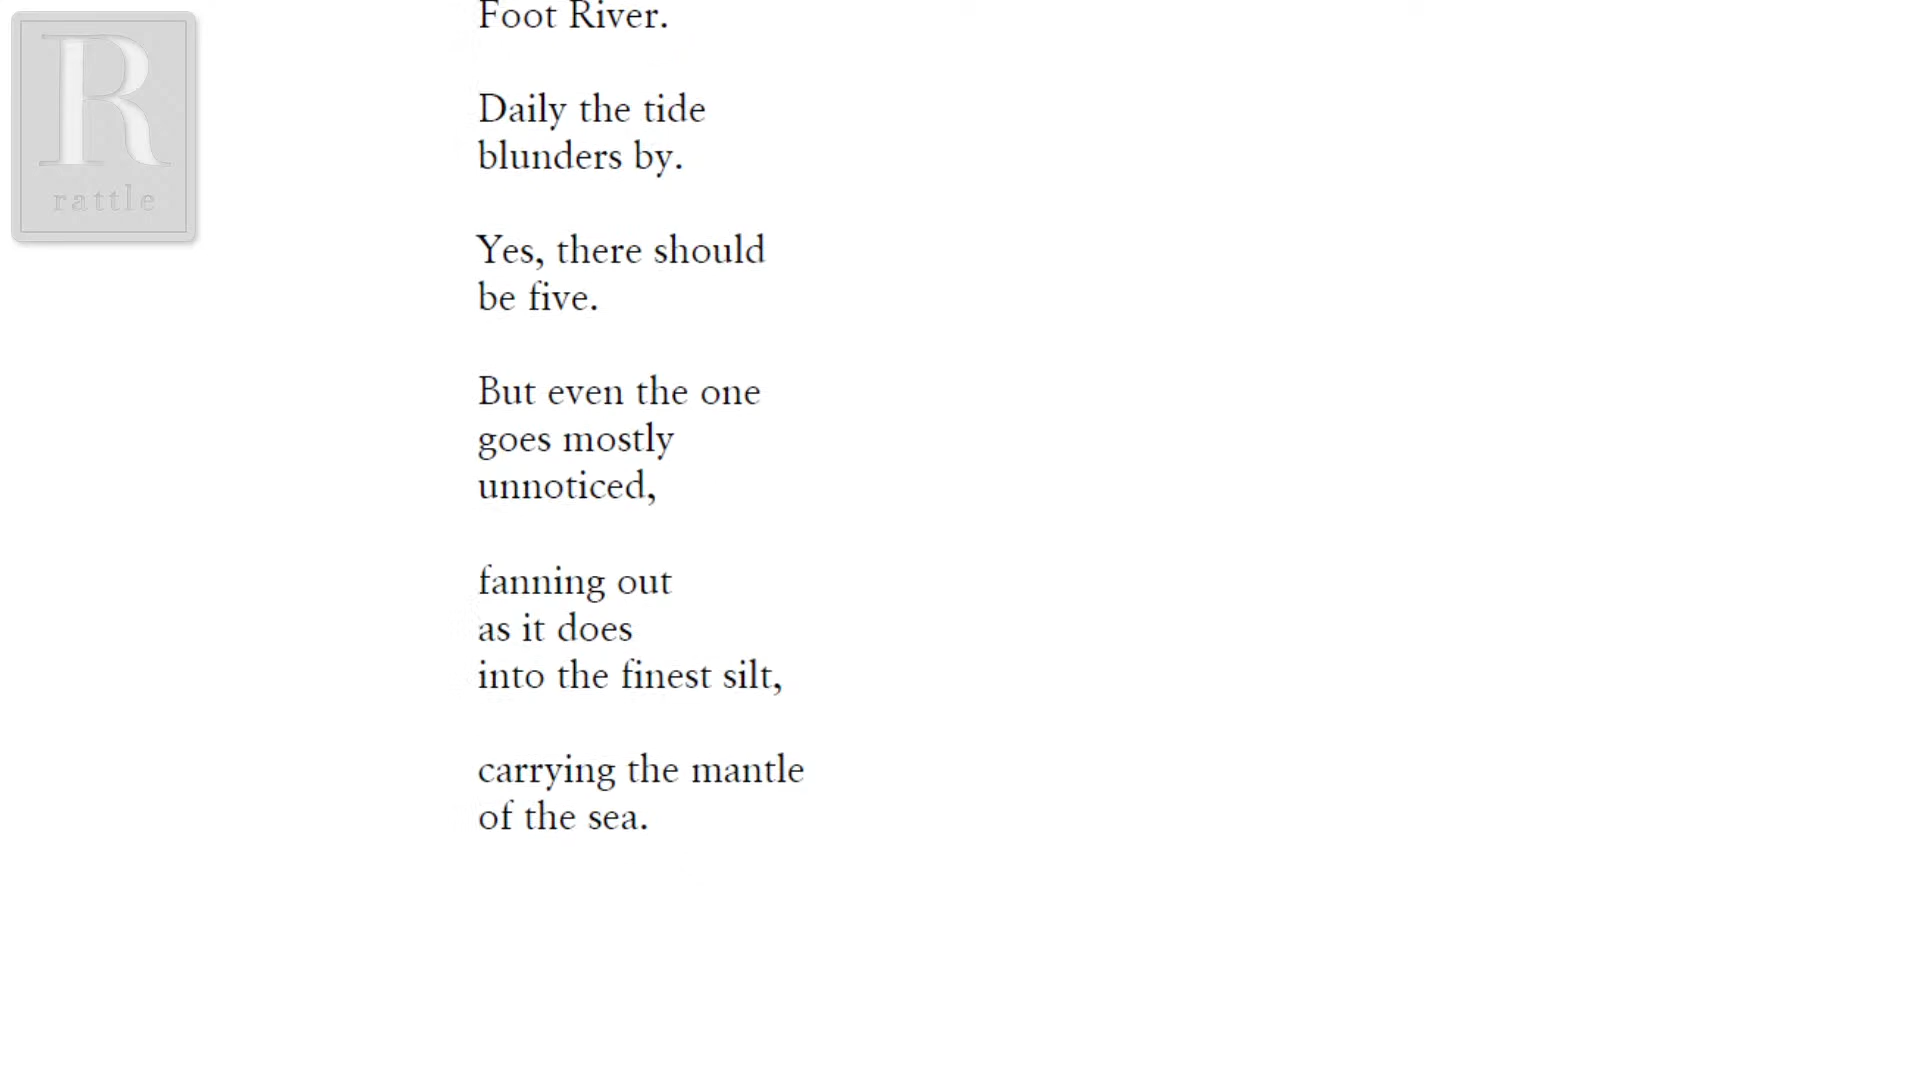 R
rattle
Foot River.
Daily the tide
blunders by.
Yes, there should
be five.
But even the one
goes mostly
unnoticed,
fanning out
as it does
into the finest silt,
carrying the mantle
of the sea.